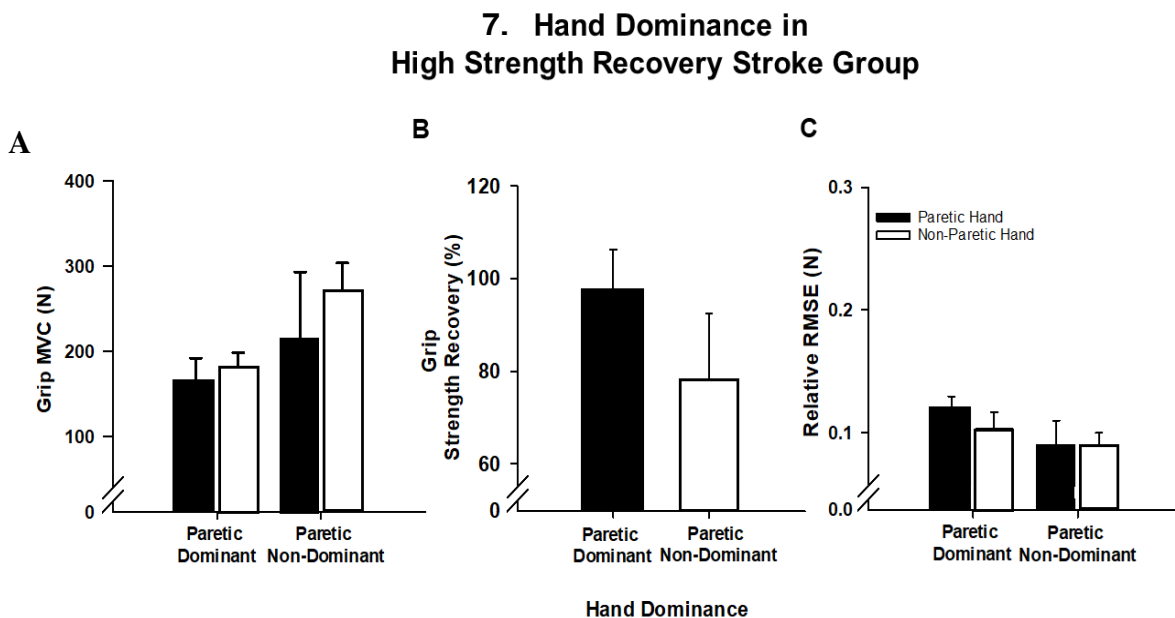 7. Hand Dominance in
High Strength Recovery Stroke Group
A
Grip MVC (N)
400
300
200
100
0
Paretic
Dominant
Paretic
Non-Dominant
B
Grip
Strength Recovery (%)
120
100
80
60
0
Paretic
Dominant
Paretic
Non-Dominant
C
Relative RMSE (N)
0.3
0.2
0.1
0.0
Paretic Hand
Non-Paretic Hand
Paretic
Dominant
Paretic
Non-Dominant
Hand Dominance